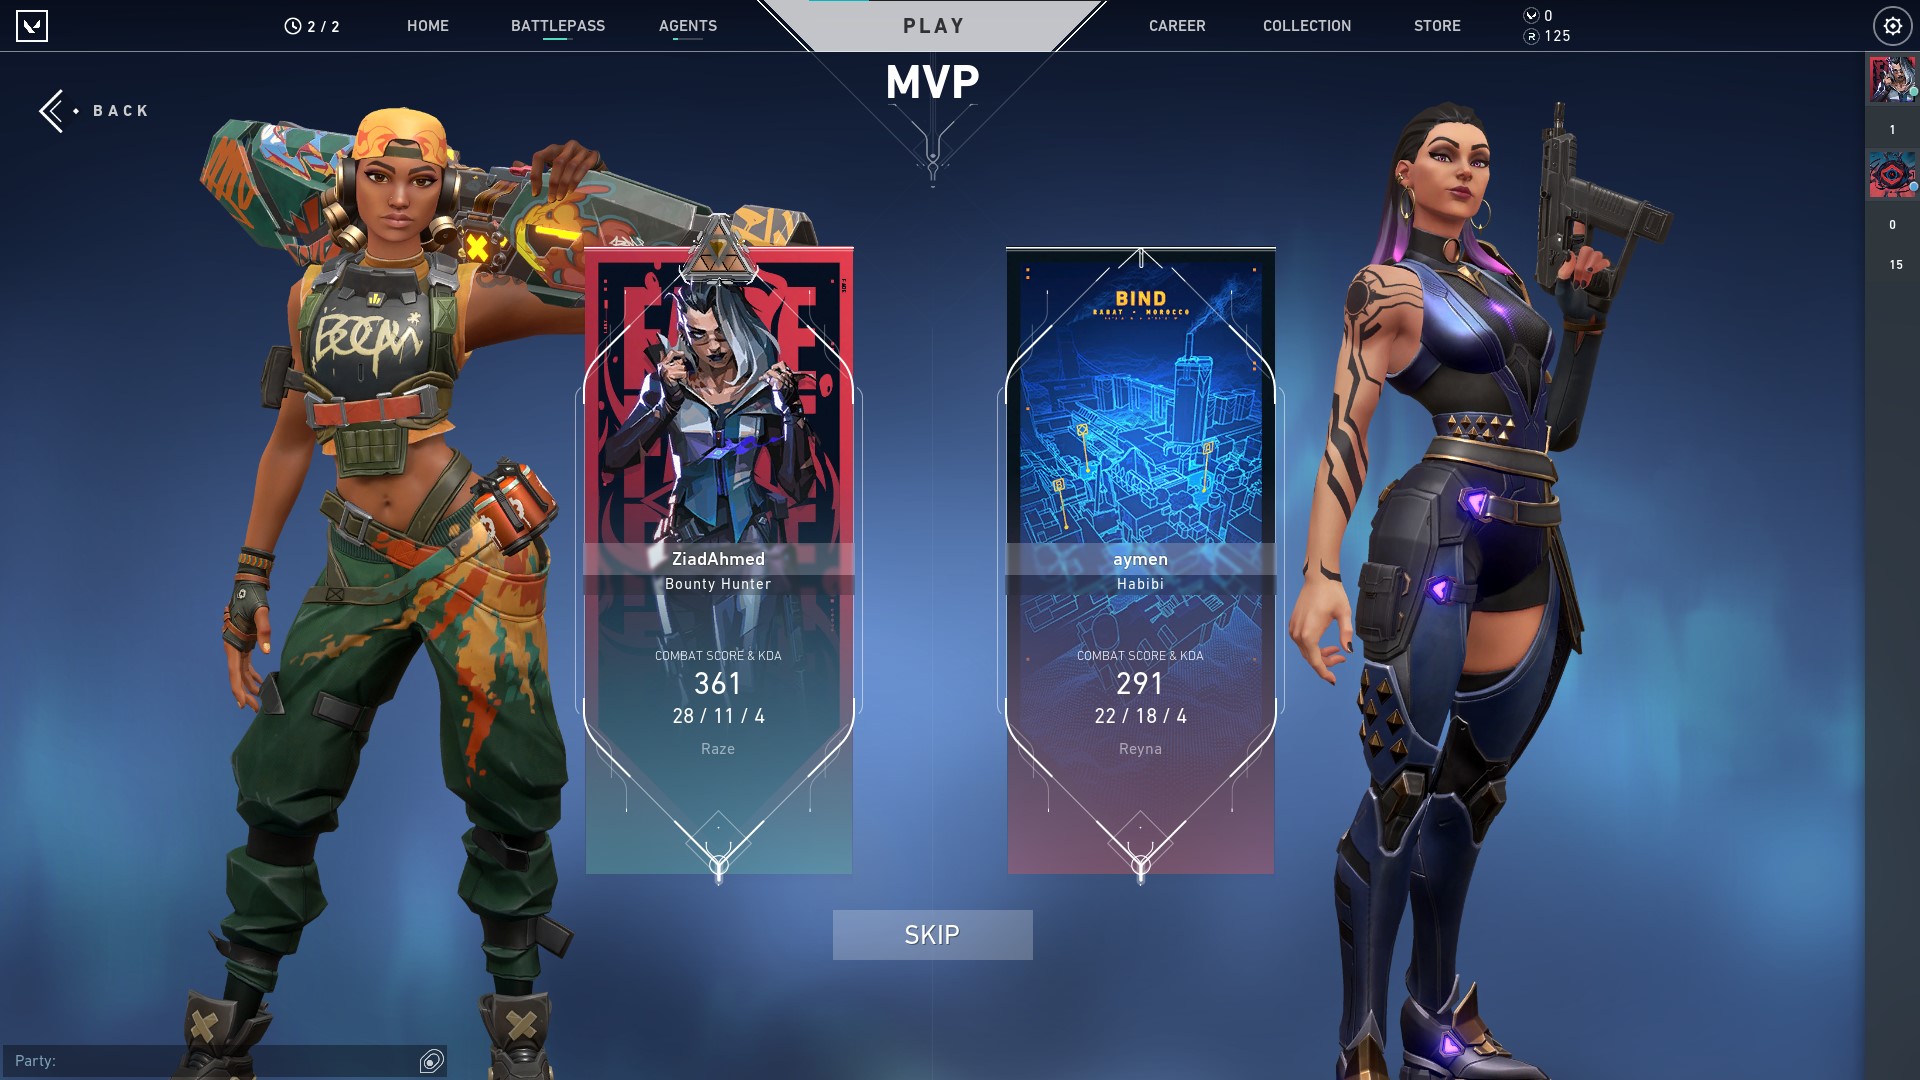 2 / 2
HOME
BATTLEPASS
AGENTS
PLAY
CAREER
COLLECTION
STORE
0
125
MVP
BACK
1
0
15
BOOM
BIND
RABAT • MOROCCO
ZiadAhmed
Bounty Hunter
COMBAT SCORE & KDA
361
28 / 11 / 4
Raze
aymen
Habibi
COMBAT SCORE & KDA
291
22 / 18 / 4
Reyna
SKIP
Party: